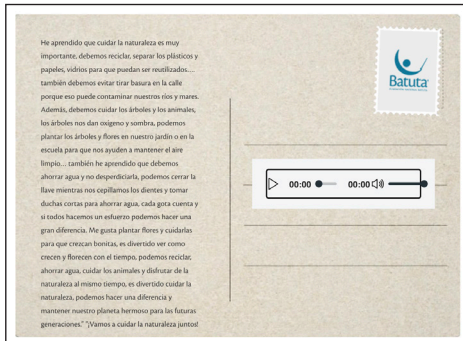 He aprendido que cuidar la naturaleza es muy
importante, debemos reciclar, separar los plásticos y
papeles, vidrios para que puedan ser reutilizados…
también debemos evitar tirar basura en la calle
porque eso puede contaminar nuestros ríos y mares.
Además, debemos cuidar los árboles y los animales,
los árboles nos dan oxigeno y sombra, podemos
plantar los árboles y flores en nuestro jardín o en la
escuela para que nos ayuden a mantener el aire
limpio… también he aprendido que debemos
ahorrar agua y no desperdiciarla, podemos cerrar la
llave mientras nos cepillamos los dientes y tomar
duchas cortas para ahorrar agua, cada gota cuenta y
si todos hacemos un esfuerzo podemos hacer una
gran diferencia. Me gusta plantar flores y cuidarlas
para que crezcan bonitas, es divertido ver como
crecen y florecen con el tiempo, podemos reciclar,
ahorrar agua, cuidar los animales y disfrutar de la
naturaleza al mismo tiempo, es divertido cuidar la
naturaleza, podemos hacer una diferencia y
mantener nuestro planeta hermoso para las futuras
generaciones." "¡Vamos a cuidar la naturaleza juntos!
Batuta
00:00 00:00